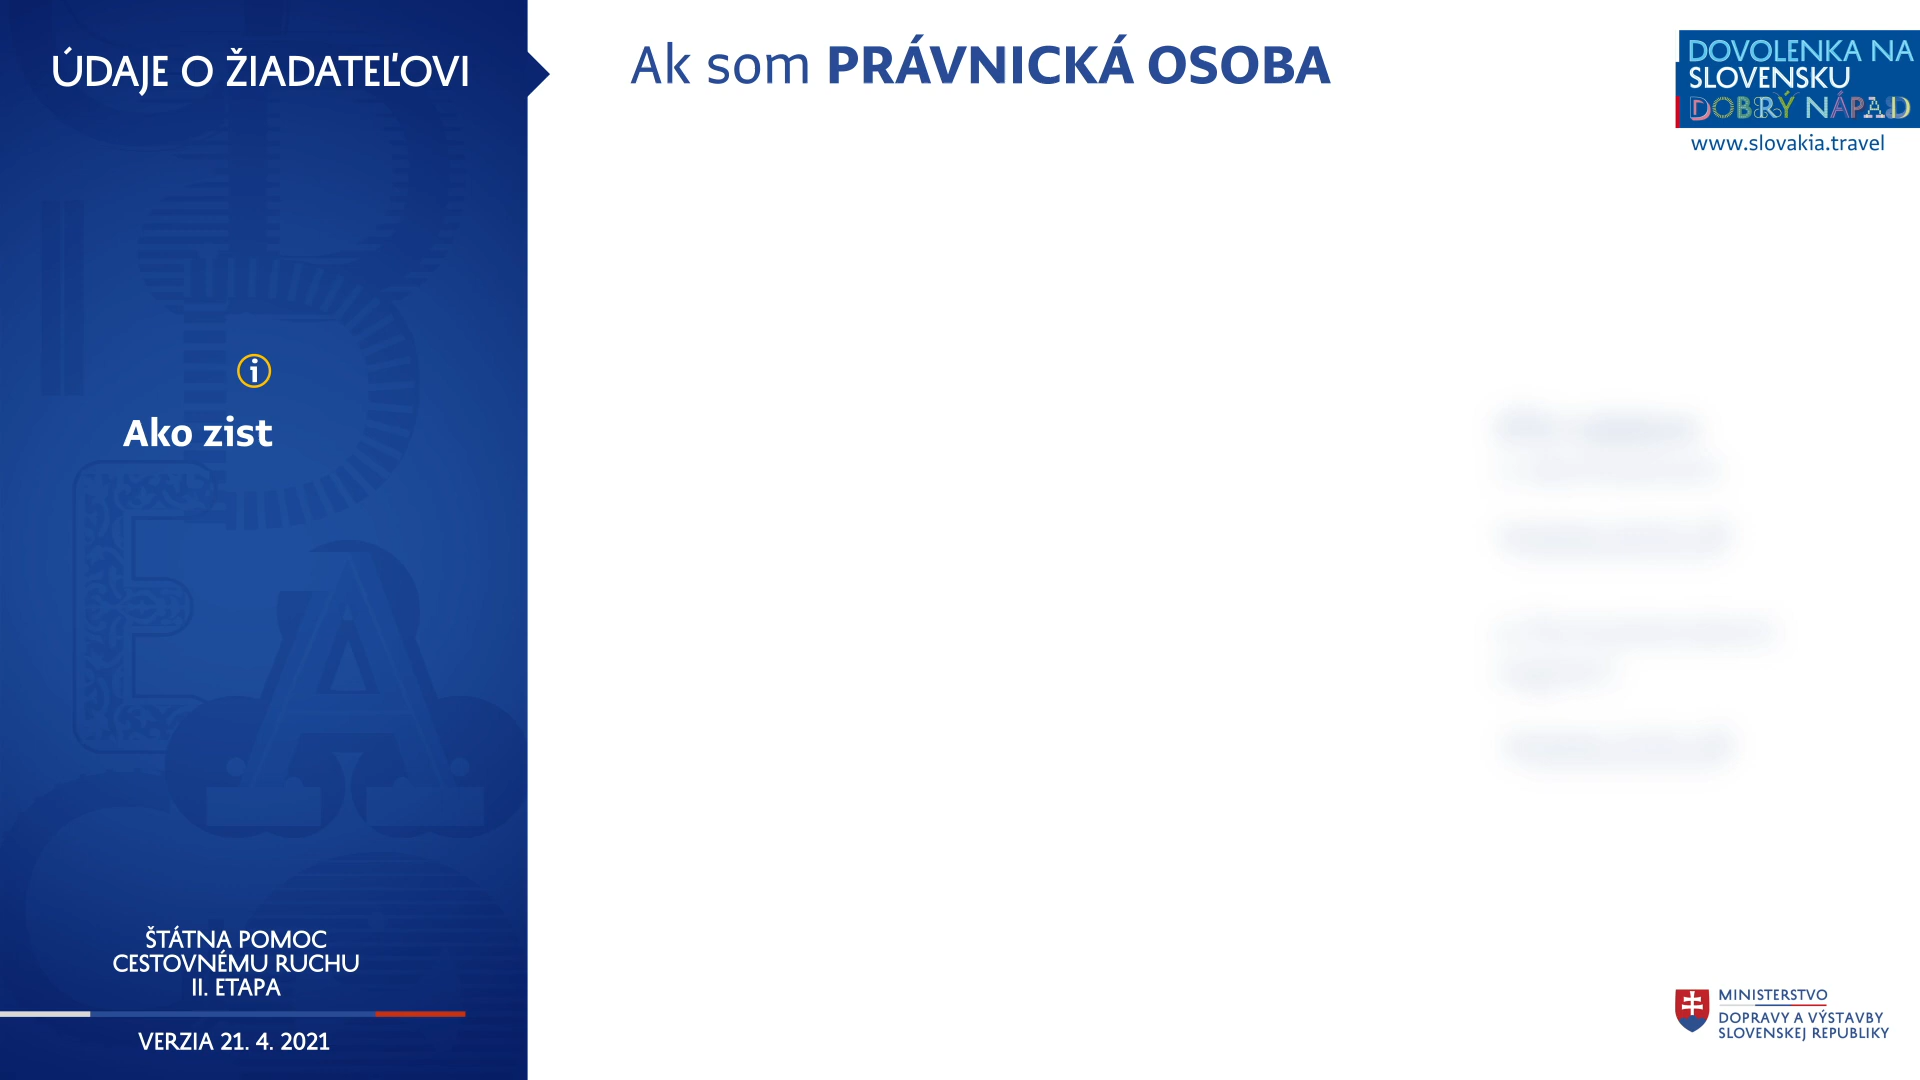 ÚDAJE O ŽIADATEĽOVI
Ak som PRÁVNICKÁ OSOBA
DOVOLENKA NA
SLOVENSKU
DOBRÝ NÁPAD
www.slovakia.travel
i
Ako zist
ŠTÁTNA POMOC
CESTOVNÉMU RUCHU
II. ETAPA
VERZIA 21. 4. 2021
MINISTERSTVO
DOPRAVY A VÝSTAVBY
SLOVENSKEJ REPUBLIKY